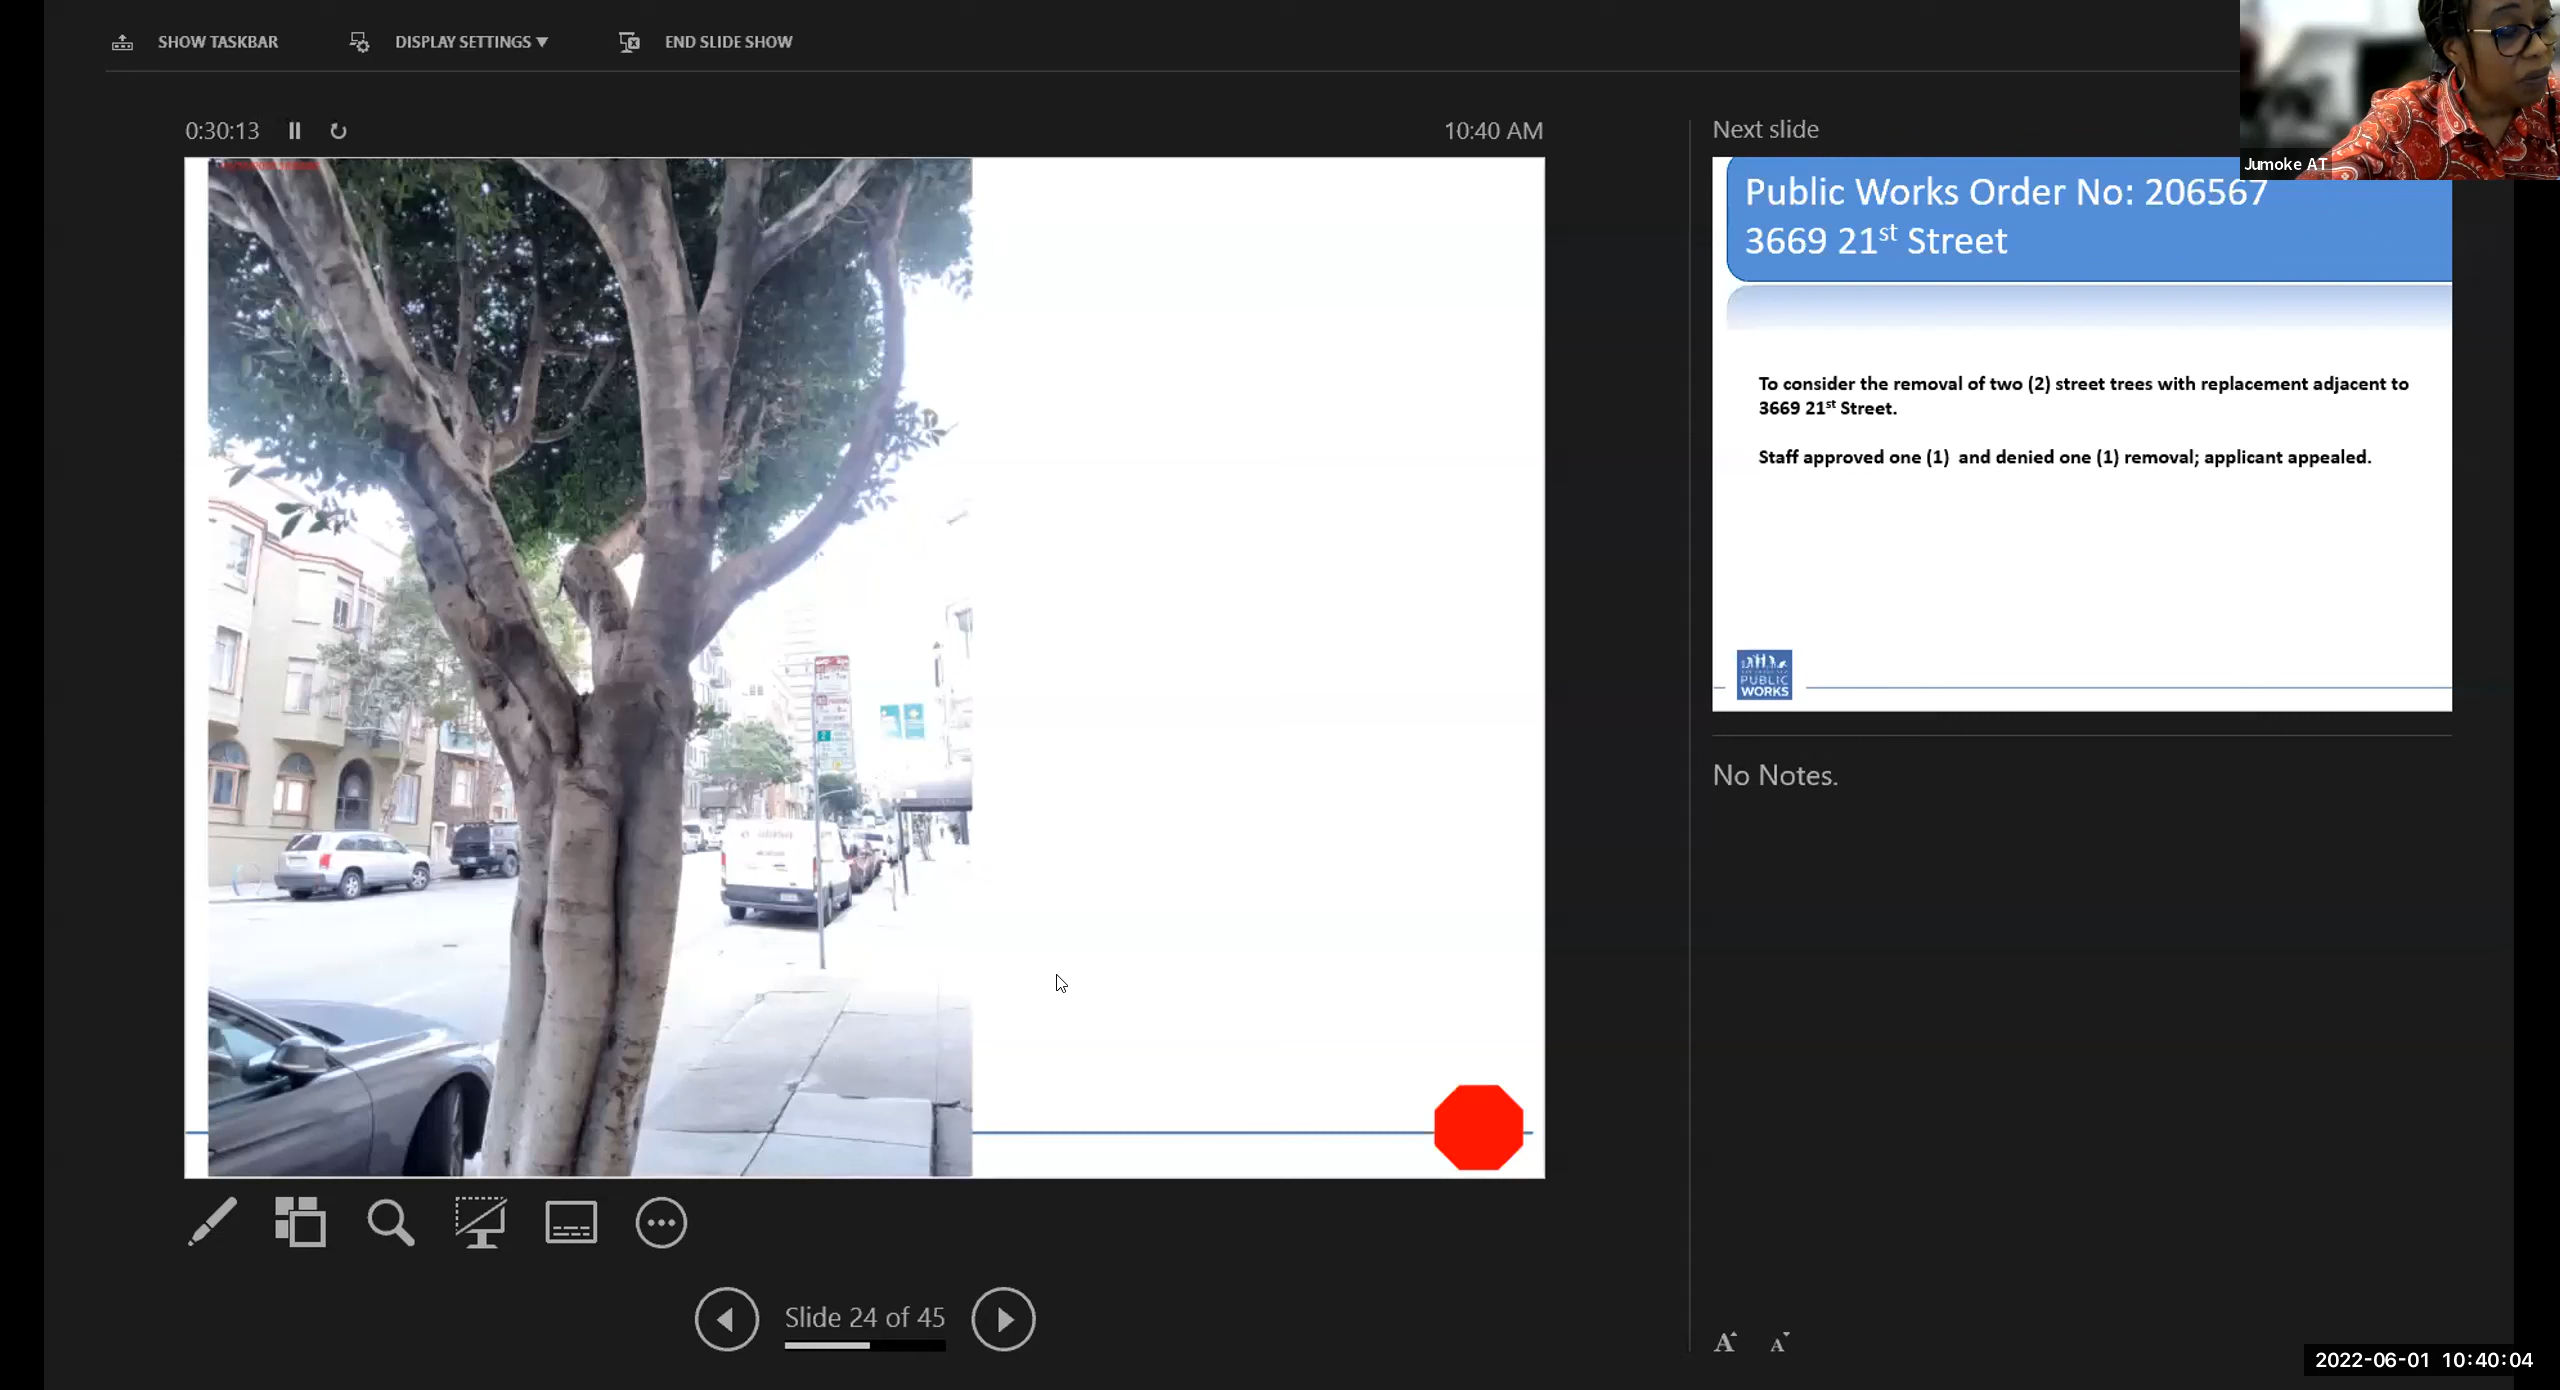 SHOW TASKBAR
DISPLAY SETTINGS ▼
END SLIDE SHOW
0:30:13
10:40 AM
Next slide
Jumoke AT
Public Works Order No: 206567
3669 21st Street
To consider the removal of two (2) street trees with replacement adjacent to
3669 21st Street.
Staff approved one (1) and denied one (1) removal; applicant appealed.
PUBLIC
WORKS
No Notes.
Slide 24 of 45
A
A
2022-06-01 10:40:04